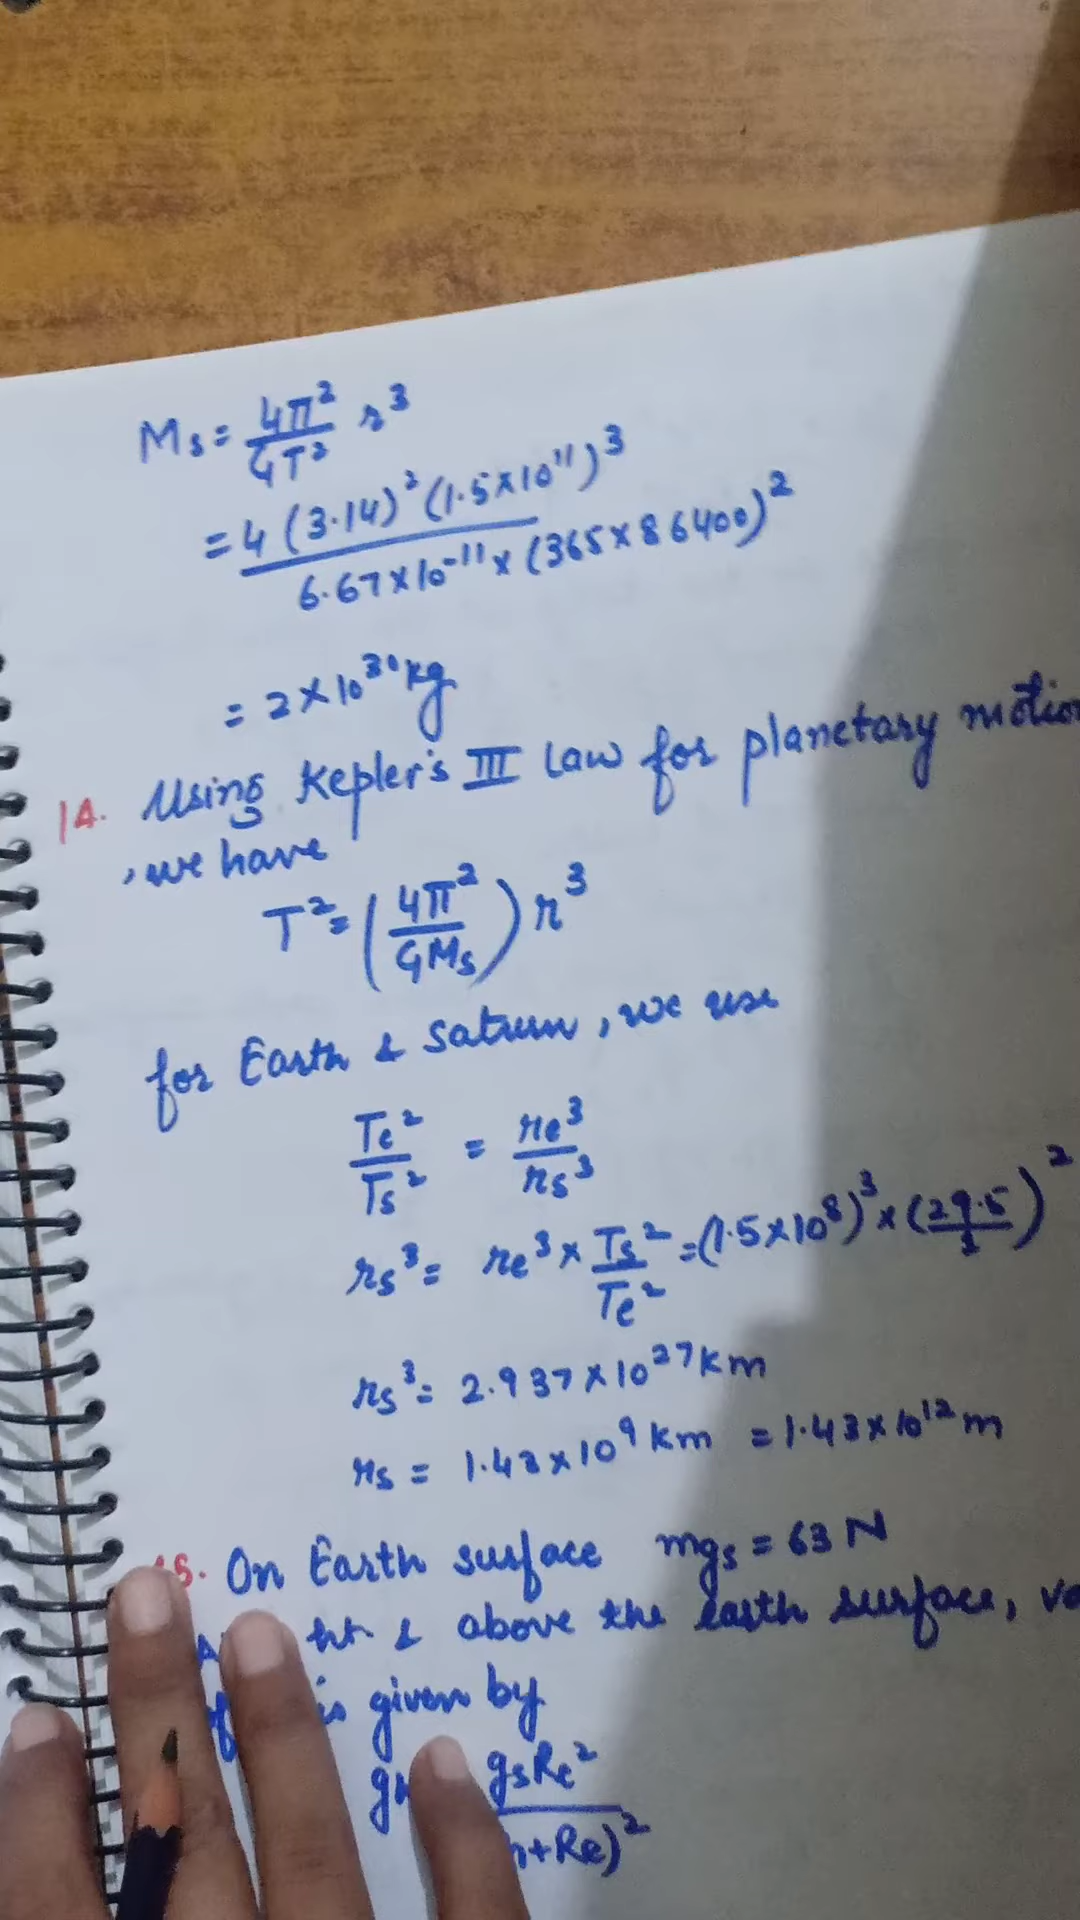 Ms = 4π²/GT² r³
= 4 (3.14)² (1.5×10¹¹)³ / 6.67×10⁻¹¹ × (365×86400)²
= 2×10³⁰ kg
14. Using Kepler's III law for planetary motion
, we have
T² = (4π²/GMs) r³
for Earth & Saturn, we use
Te²/Ts² = re³/rs³
rs³ = re³ × Ts²/Te² = (1.5×10⁸)³ × (29.5/1)²
rs³ = 2.937×10²⁷ km
rs = 1.43×10⁹ km = 1.43×10¹² m
On Earth surface mgs = 63 N
ht. & above the earth surface,
is given by
gsRe²
+Re)²